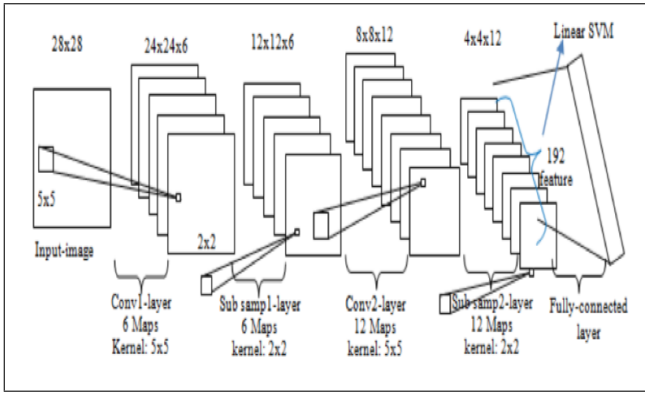 28x28
24x24x6
12x12x6
8x8x12
4x4x12
Linear SVM
5x5
2x2
192
feature
Input-image
Conv1-layer
6 Maps
Kernel: 5x5
Sub samp1-layer
6 Maps
kernel: 2x2
Conv2-layer
12 Maps
kernel: 5x5
Sub samp2-layer
12 Maps
kernel: 2x2
Fully-connected
layer